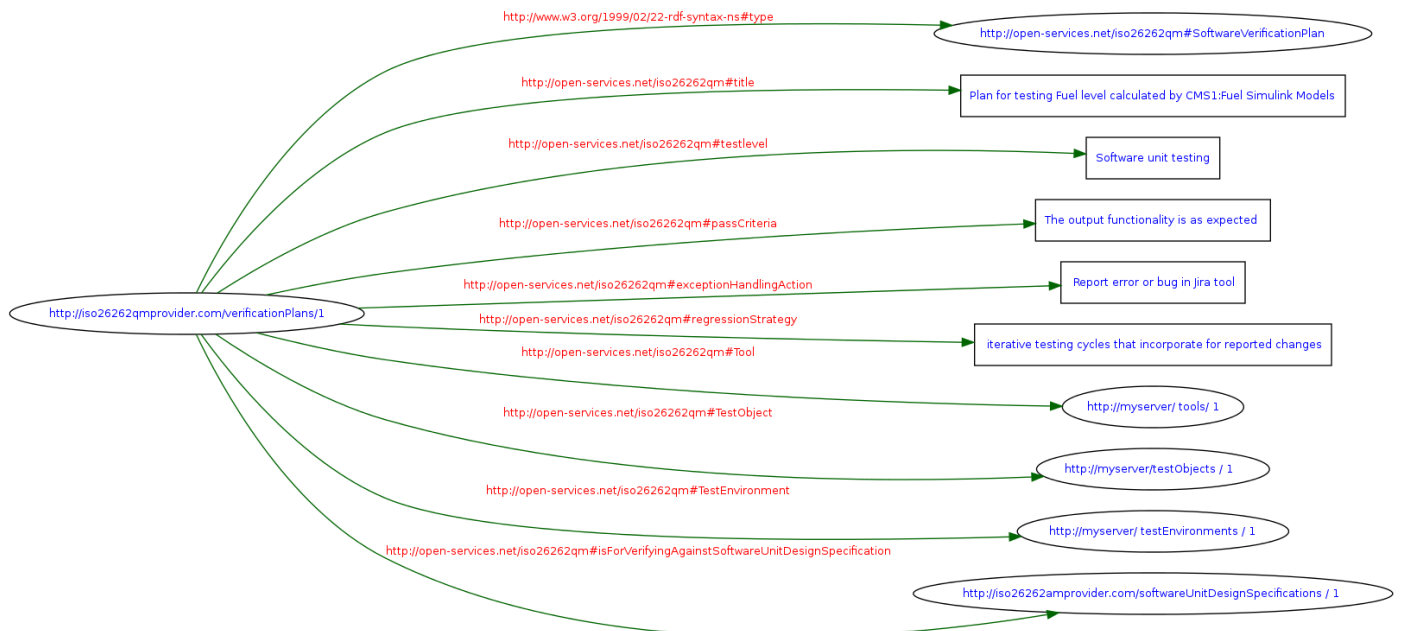 http://www.w3.org/1999/02/22-rdf-syntax-ns#type
http://open-services.net/iso26262qm#SoftwareVerificationPlan
http://open-services.net/iso26262qm#title
Plan for testing Fuel level calculated by CMS1:Fuel Simulink Models
http://open-services.net/iso26262qm#testlevel
Software unit testing
http://open-services.net/iso26262qm#passCriteria
The output functionality is as expected
http://open-services.net/iso26262qm#exceptionHandlingAction
Report error or bug in Jira tool
http://iso26262qmprovider.com/verificationPlans/1
http://open-services.net/iso26262qm#regressionStrategy
iterative testing cycles that incorporate for reported changes
http://open-services.net/iso26262qm#Tool
http://myserver/ tools/ 1
http://open-services.net/iso26262qm#TestObject
http://myserver/testObjects / 1
http://open-services.net/iso26262qm#TestEnvironment
http://myserver/ testEnvironments / 1
http://open-services.net/iso26262qm#isForVerifyingAgainstSoftwareUnitDesignSpecification
http://iso26262amprovider.com/softwareUnitDesignSpecifications / 1